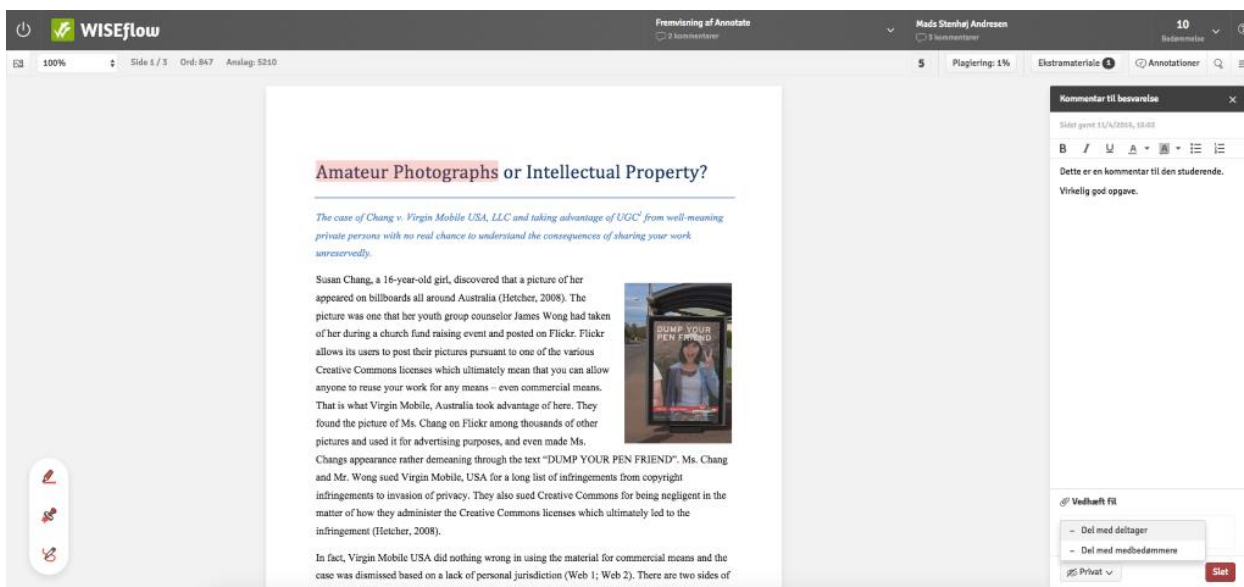 WISEflow
Fremvisning af Annotate
2 kommentarer
Mads Stenhøj Andresen
3 kommentarer
10
Bedømmelse
100%
Side 1 / 3 Ord: 847 Anslag: 5210
5 Plagiering: 1% Ekstramateriale 1 Annotationer
Amateur Photographs or Intellectual Property?
The case of Chang v. Virgin Mobile USA, LLC and taking advantage of UGC¹ from well-meaning
private persons with no real chance to understand the consequences of sharing your work
unreservedly.
Susan Chang, a 16-year-old girl, discovered that a picture of her
appeared on billboards all around Australia (Hetcher, 2008). The
picture was one that her youth group counselor James Wong had taken
of her during a church fund raising event and posted on Flickr. Flickr
allows its users to post their pictures pursuant to one of the various
Creative Commons licenses which ultimately mean that you can allow
anyone to reuse your work for any means – even commercial means.
That is what Virgin Mobile, Australia took advantage of here. They
found the picture of Ms. Chang on Flickr among thousands of other
pictures and used it for advertising purposes, and even made Ms.
Changs appearance rather demeaning through the text “DUMP YOUR PEN FRIEND”. Ms. Chang
and Mr. Wong sued Virgin Mobile, USA for a long list of infringements from copyright
infringements to invasion of privacy. They also sued Creative Commons for being negligent in the
matter of how they administer the Creative Commons licenses which ultimately led to the
infringement (Hetcher, 2008).
In fact, Virgin Mobile USA did nothing wrong in using the material for commercial means and the
case was dismissed based on a lack of personal jurisdiction (Web 1; Web 2). There are two sides of
DUMP YOUR
PEN FRIEND
Kommentar til besvarelse
Sidst gemt
B I U A A
Dette er en kommentar til den studerende.
Virkelig god opgave.
Vedhæft fil
– Del med deltager
– Del med medbedømmere
Privat
Slet